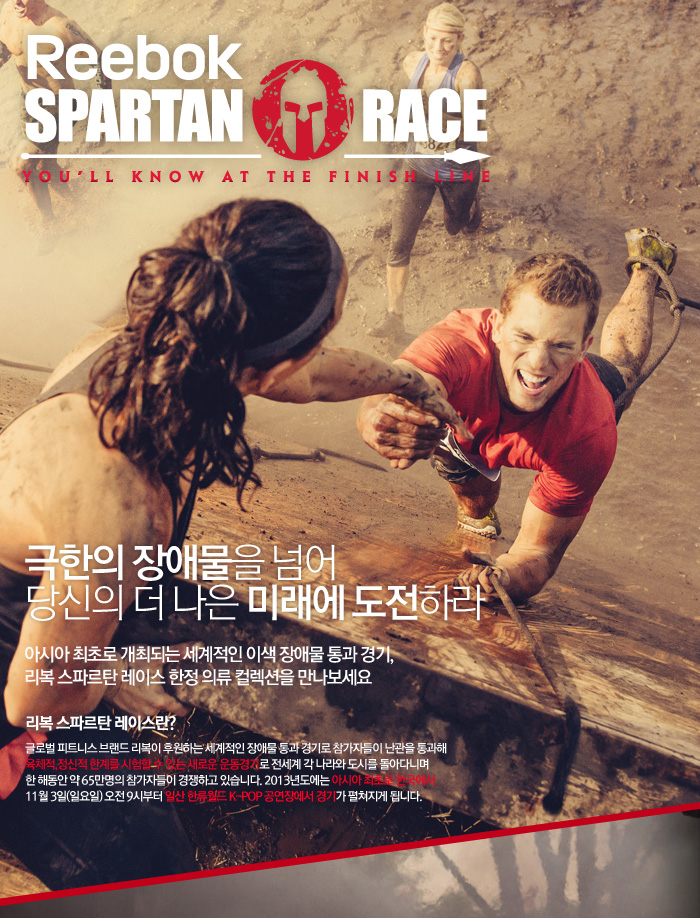 Reebok
SPARTAN RACE
YOU'LL KNOW AT THE FINISH LINE
극한의 장애물을 넘어
당신의 더 나은 미래에 도전하라
아시아 최초로 개최되는 세계적인 이색 장애물 통과 경기,
리복 스파르탄 레이스 한정 의류 컬렉션을 만나보세요
리복 스파르탄 레이스란?
글로벌 피트니스 브랜드 리복이 후원하는 세계적인 장애물 통과 경기로 참가자들이 난관을 통과해
육체적,정신적 한계를 시험할 수 있는 새로운 운동경기로 전세계 각 나라와 도시를 돌아다니며
한 해동안 약 65만명의 참가자들이 경쟁하고 있습니다. 2013년도에는 아시아 최초로 한국에서
11월 3일(일요일) 오전 9시부터 일산 한류월드 K-POP 공연장에서 경기가 펼쳐지게 됩니다.